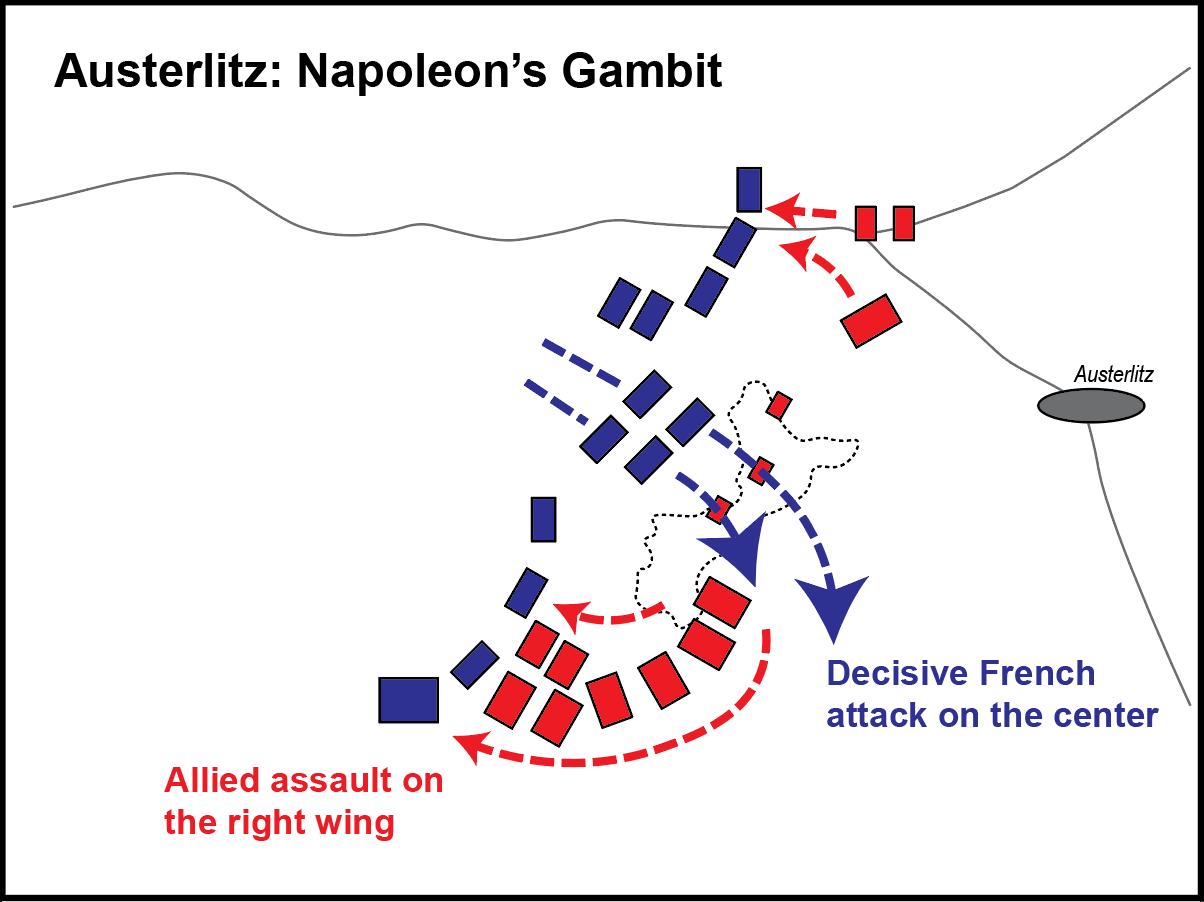 Austerlitz: Napoleon’s Gambit
Austerlitz
Decisive French
attack on the center
Allied assault on
the right wing